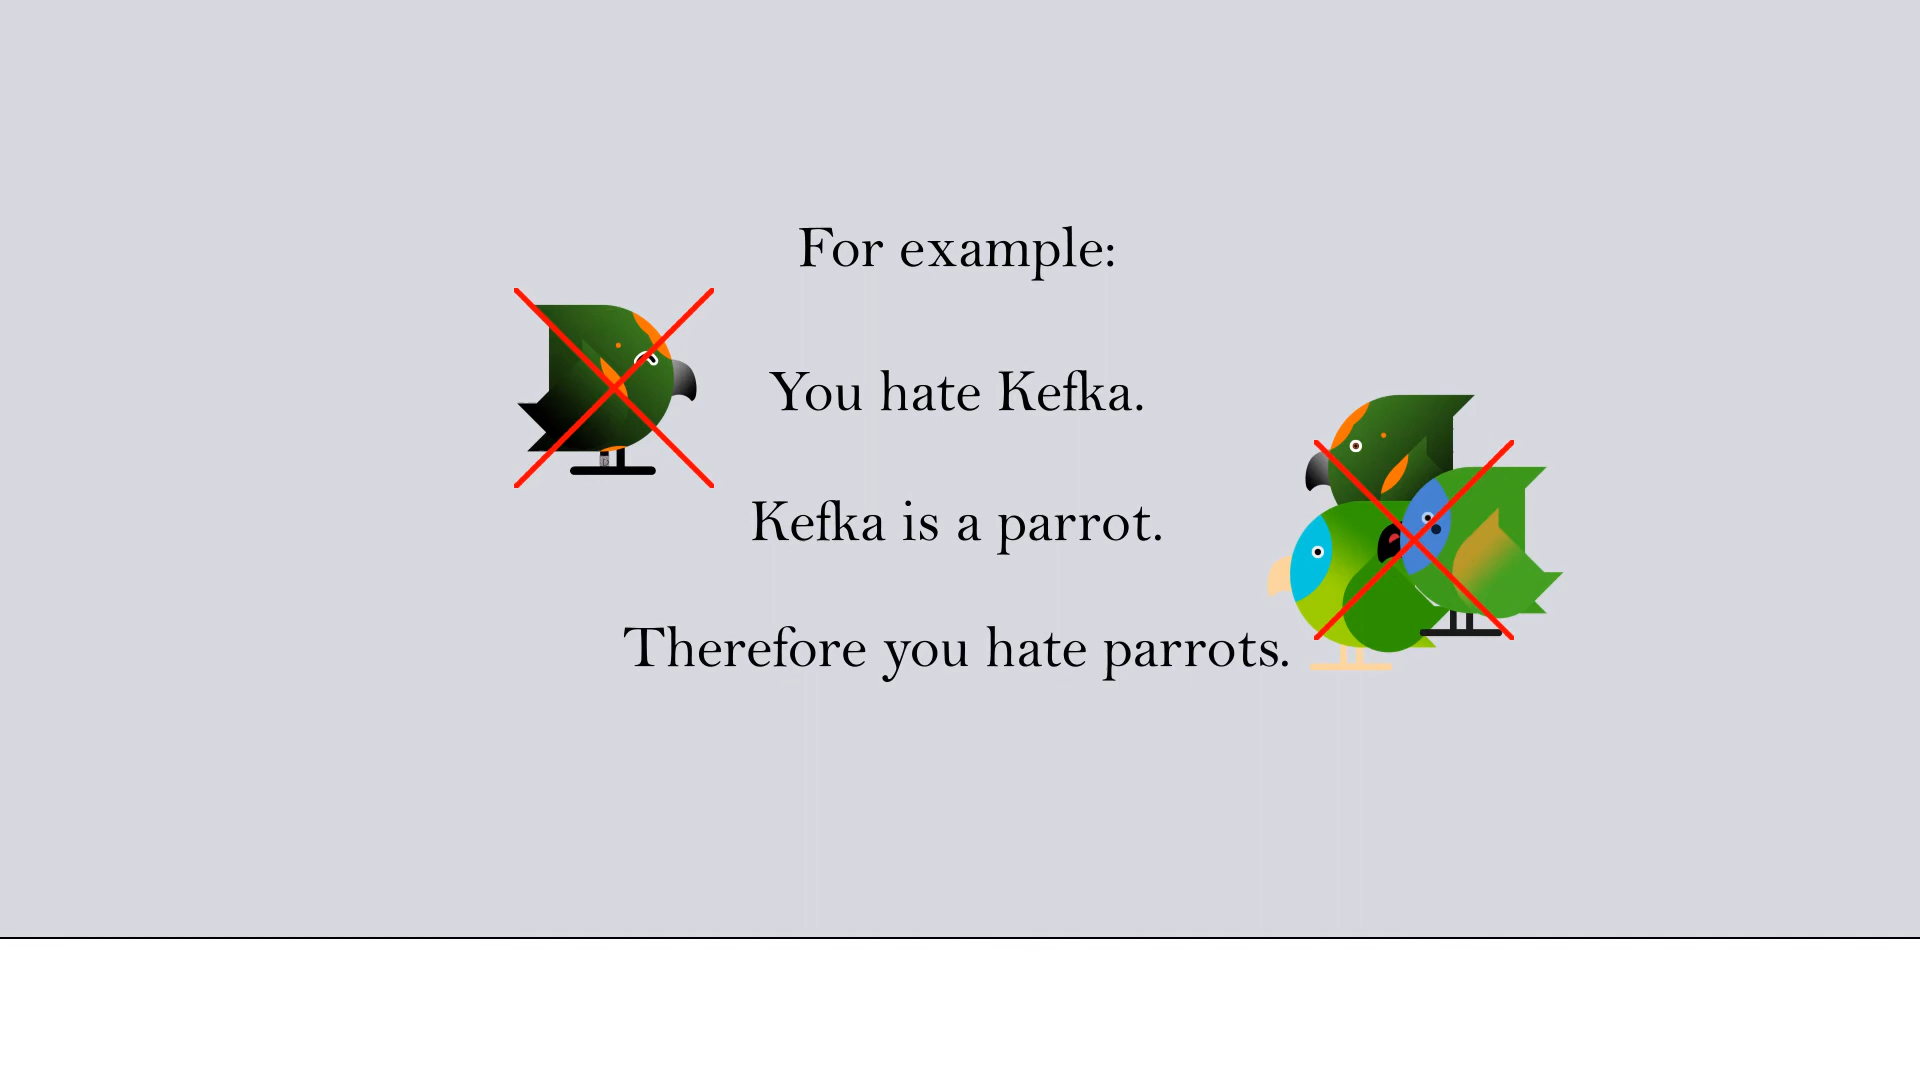 For example:
You hate Kefka.
Kefka is a parrot.
Therefore you hate parrots.